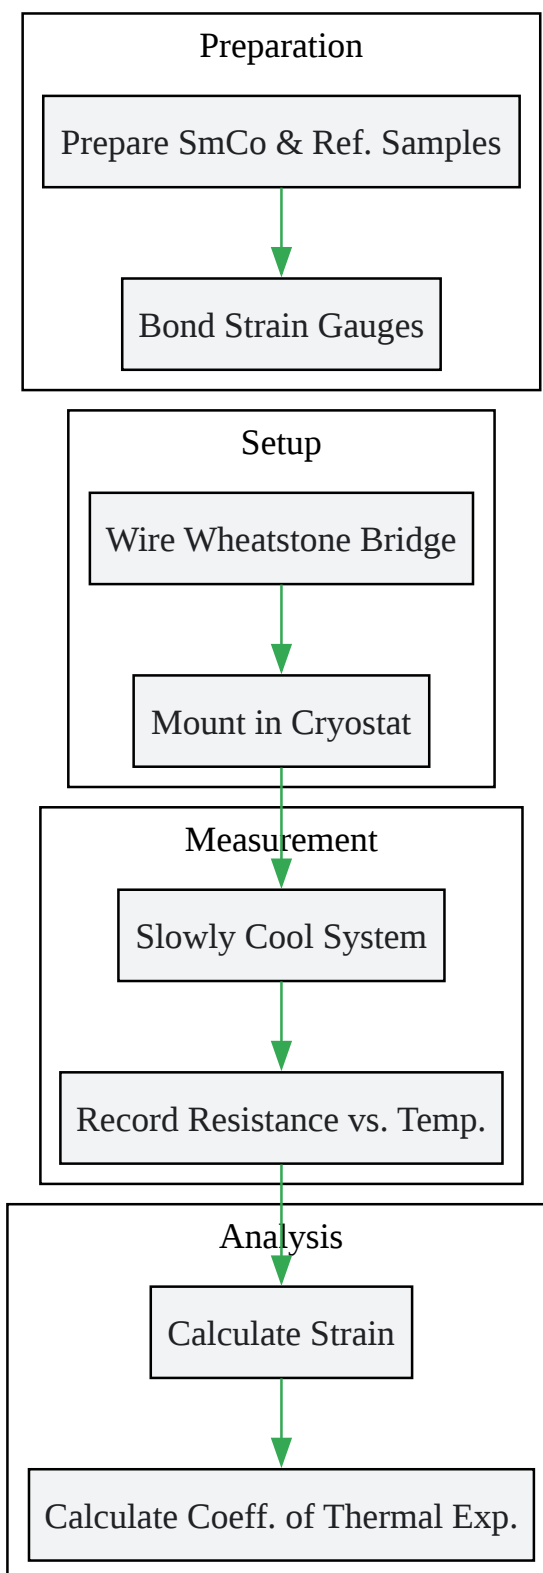 Preparation
Prepare SmCo & Ref. Samples
Bond Strain Gauges
Setup
Wire Wheatstone Bridge
Mount in Cryostat
Measurement
Slowly Cool System
Record Resistance vs. Temp.
Analysis
Calculate Strain
Calculate Coeff. of Thermal Exp.